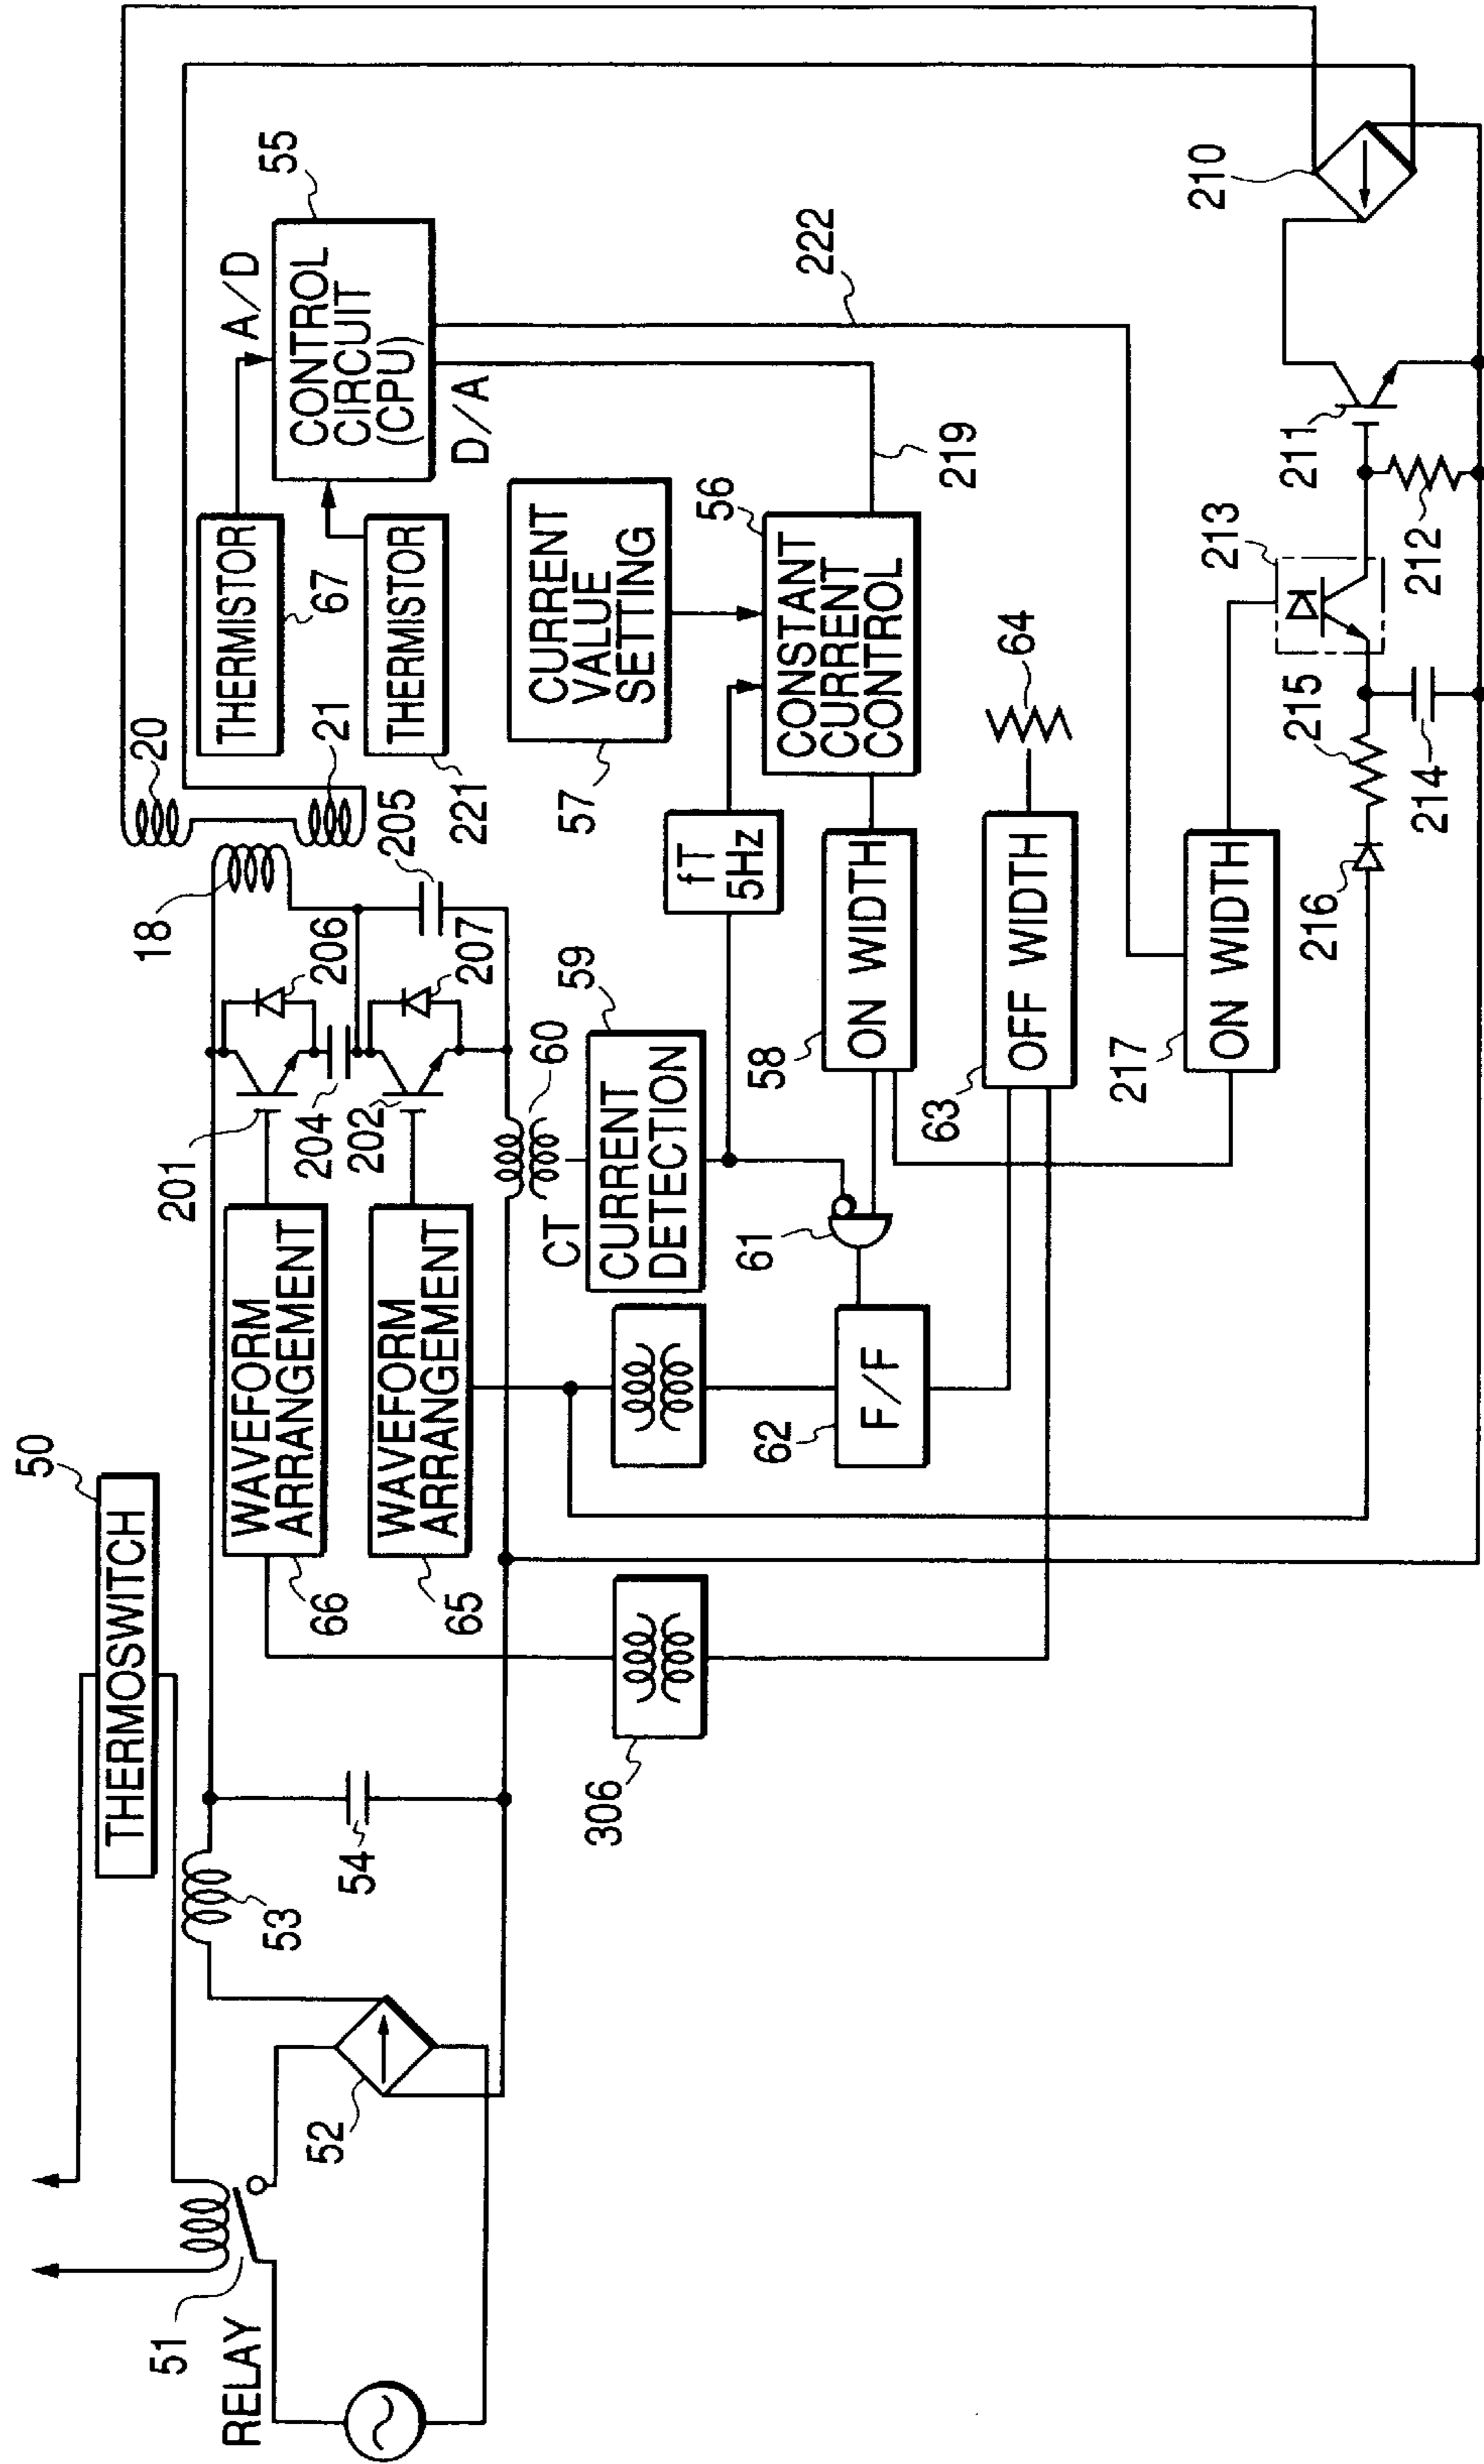 50
THERMOSWITCH
51
RELAY
52
53
54
66
WAVEFORM
ARRANGEMENT
65
WAVEFORM
ARRANGEMENT
201
204
202
206
207
18
205
20
21
THERMISTOR
67
THERMISTOR
221
A/D
CONTROL
CIRCUIT
(CPU)
55
D/A
CT
60
CURRENT
DETECTION
59
57
CURRENT
VALUE
SETTING
fT
5Hz
56
CONSTANT
CURRENT
CONTROL
219
222
306
61
62
F/F
58
ON WIDTH
63
OFF WIDTH
64
217
ON WIDTH
216
215
214
213
212
211
210